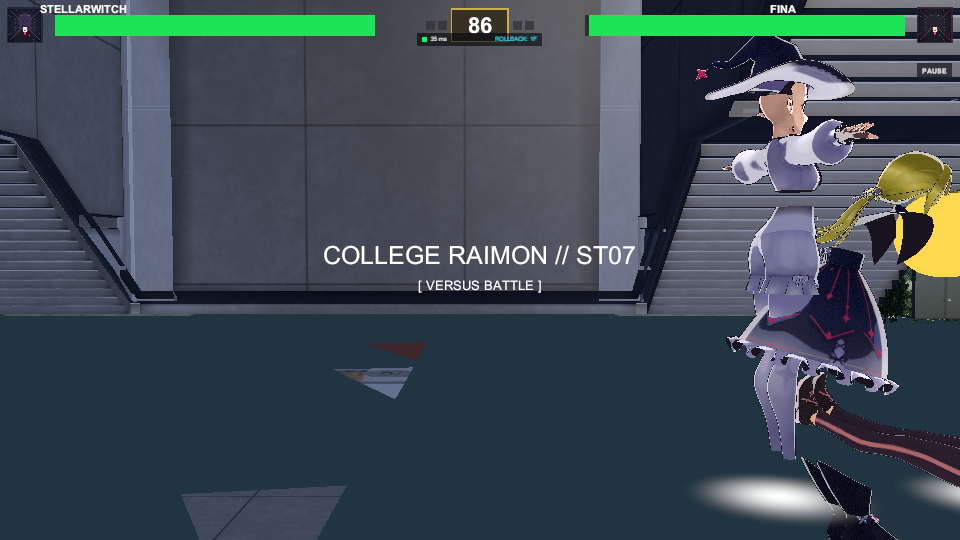 STELLARWITCH
86
FINA
35 ms
ROLLBACK: 1F
PAUSE
COLLEGE RAIMON // ST07
[ VERSUS BATTLE ]